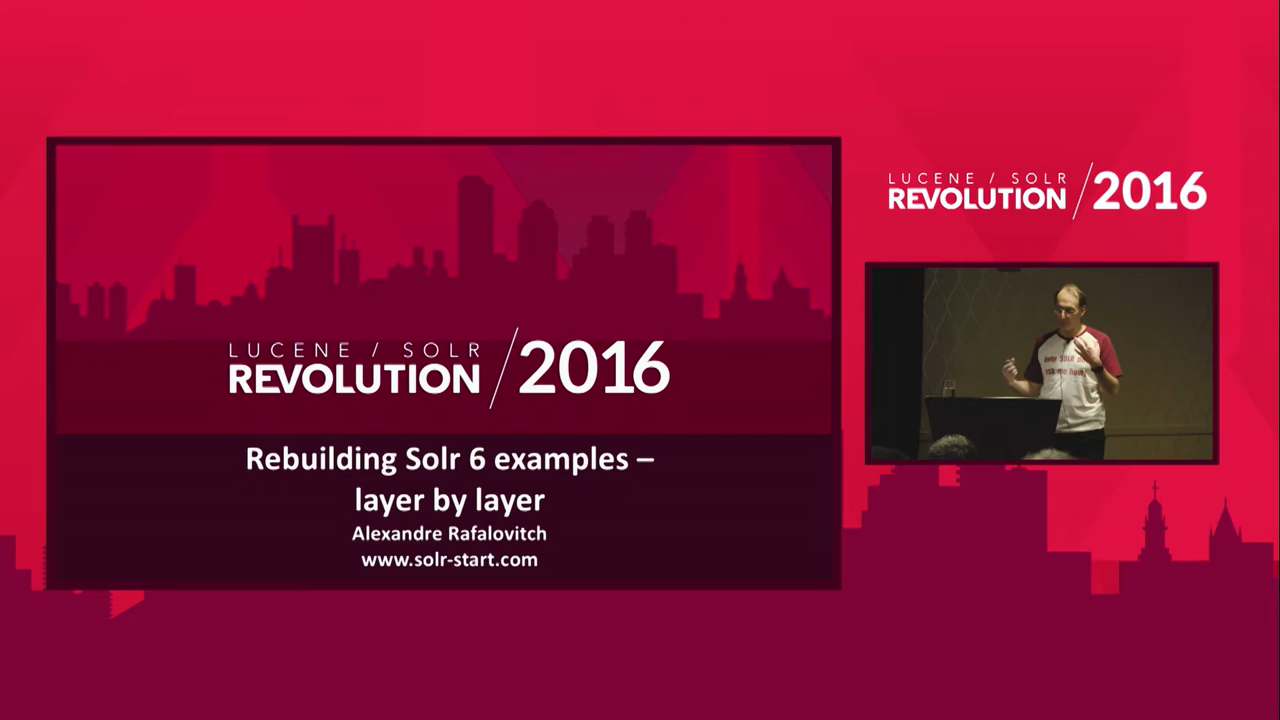 LUCENE / SOLR
REVOLUTION / 2016
Rebuilding Solr 6 examples –
layer by layer
Alexandre Rafalovitch
www.solr-start.com
LUCENE / SOLR
REVOLUTION / 2016
SOLR